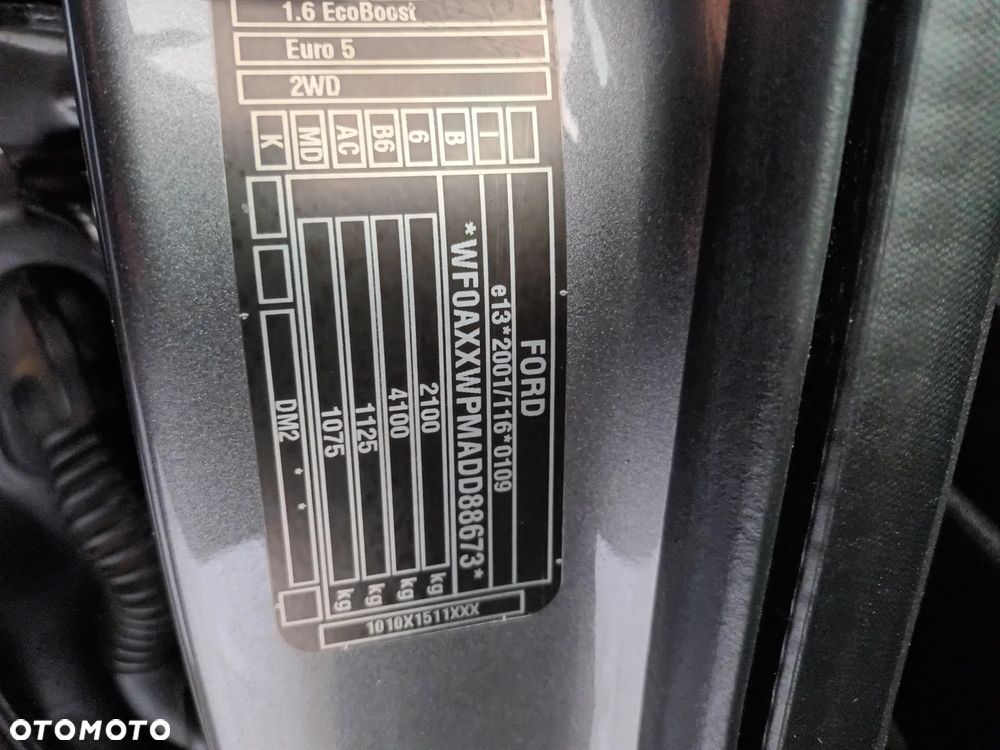 1.6 EcoBoost
Euro 5
2WD
K MD AC B6 6 B I
FORD
e13*2001/116*0109
*WF0AXXWPMADD88673*
2100 kg
4100 kg
1125 kg
1075 kg
DM2 * *
1010X1511XXX
OTOMOTO